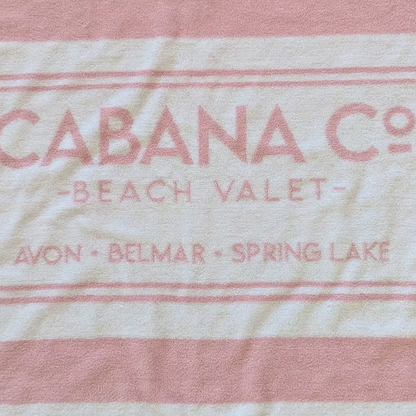 CABANA Cº
-BEACH VALET-
AVON • BELMAR • SPRING LAKE